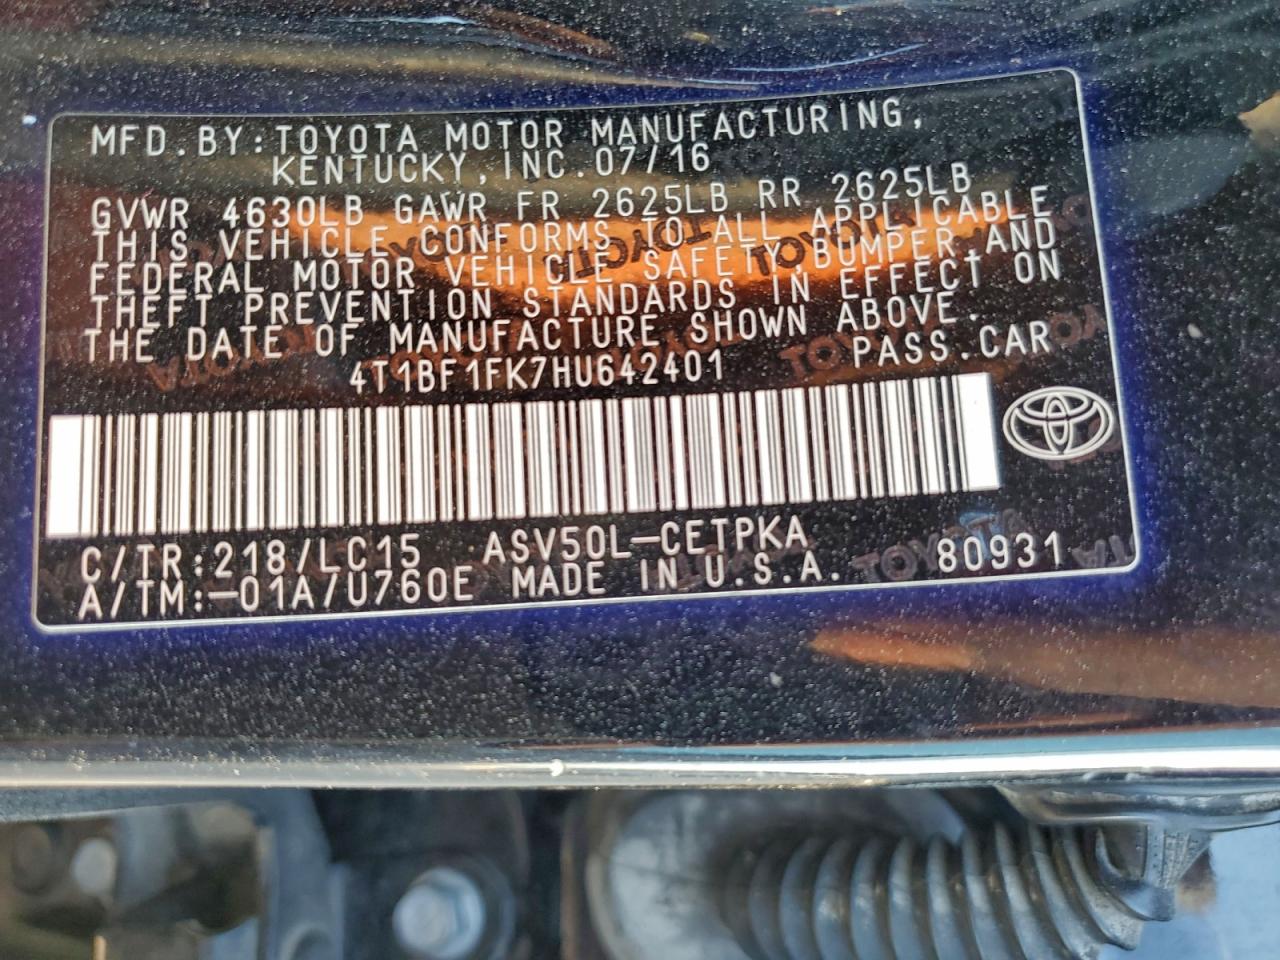 MFD.BY:TOYOTA MOTOR MANUFACTURING,
KENTUCKY,INC.07/16
GVWR 4630LB GAWR FR 2625LB RR 2625LB
THIS VEHICLE CONFORMS TO ALL APPLICABLE
FEDERAL MOTOR VEHICLE SAFETY,BUMPER,AND
THEFT PREVENTION STANDARDS IN EFFECT ON
THE DATE OF MANUFACTURE SHOWN ABOVE.
4T1BF1FK7HU642401 PASS.CAR
C/TR:218/LC15 ASV50L-CETPKA
A/TM:-01A/U760E MADE IN U.S.A. 80931